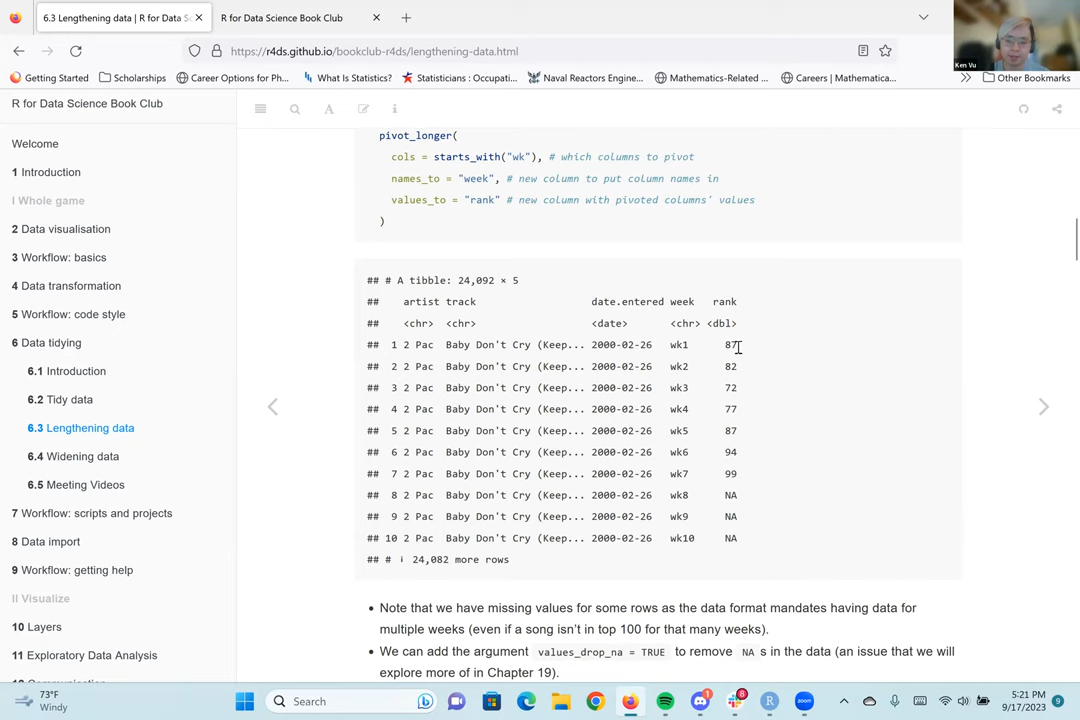 6.3 Lengthening data | R for Data Sc
R for Data Science Book Club
https://r4ds.github.io/bookclub-r4ds/lengthening-data.html
Ken Vu
Getting Started
Scholarships
Career Options for Ph...
What Is Statistics?
Statisticians : Occupati...
Naval Reactors Engine...
Mathematics-Related ...
Careers | Mathematica...
Other Bookmarks
R for Data Science Book Club
Welcome
1 Introduction
I Whole game
2 Data visualisation
3 Workflow: basics
4 Data transformation
5 Workflow: code style
6 Data tidying
6.1 Introduction
6.2 Tidy data
6.3 Lengthening data
6.4 Widening data
6.5 Meeting Videos
7 Workflow: scripts and projects
8 Data import
9 Workflow: getting help
II Visualize
10 Layers
11 Exploratory Data Analysis
pivot_longer(
cols = starts_with("wk"), # which columns to pivot
names_to = "week", # new column to put column names in
values_to = "rank" # new column with pivoted columns' values
)
## # A tibble: 24,092 × 5
##    artist track                   date.entered week   rank
##    <chr>  <chr>                   <date>       <chr> <dbl>
##  1 2 Pac  Baby Don't Cry (Keep... 2000-02-26   wk1      87
##  2 2 Pac  Baby Don't Cry (Keep... 2000-02-26   wk2      82
##  3 2 Pac  Baby Don't Cry (Keep... 2000-02-26   wk3      72
##  4 2 Pac  Baby Don't Cry (Keep... 2000-02-26   wk4      77
##  5 2 Pac  Baby Don't Cry (Keep... 2000-02-26   wk5      87
##  6 2 Pac  Baby Don't Cry (Keep... 2000-02-26   wk6      94
##  7 2 Pac  Baby Don't Cry (Keep... 2000-02-26   wk7      99
##  8 2 Pac  Baby Don't Cry (Keep... 2000-02-26   wk8      NA
##  9 2 Pac  Baby Don't Cry (Keep... 2000-02-26   wk9      NA
## 10 2 Pac  Baby Don't Cry (Keep... 2000-02-26   wk10     NA
## # ℹ 24,082 more rows
• Note that we have missing values for some rows as the data format mandates having data for
multiple weeks (even if a song isn't in top 100 for that many weeks).
• We can add the argument values_drop_na = TRUE to remove NA s in the data (an issue that we will
explore more of in Chapter 19).
73°F
Windy
Search
1
8
5:21 PM
9/17/2023
9